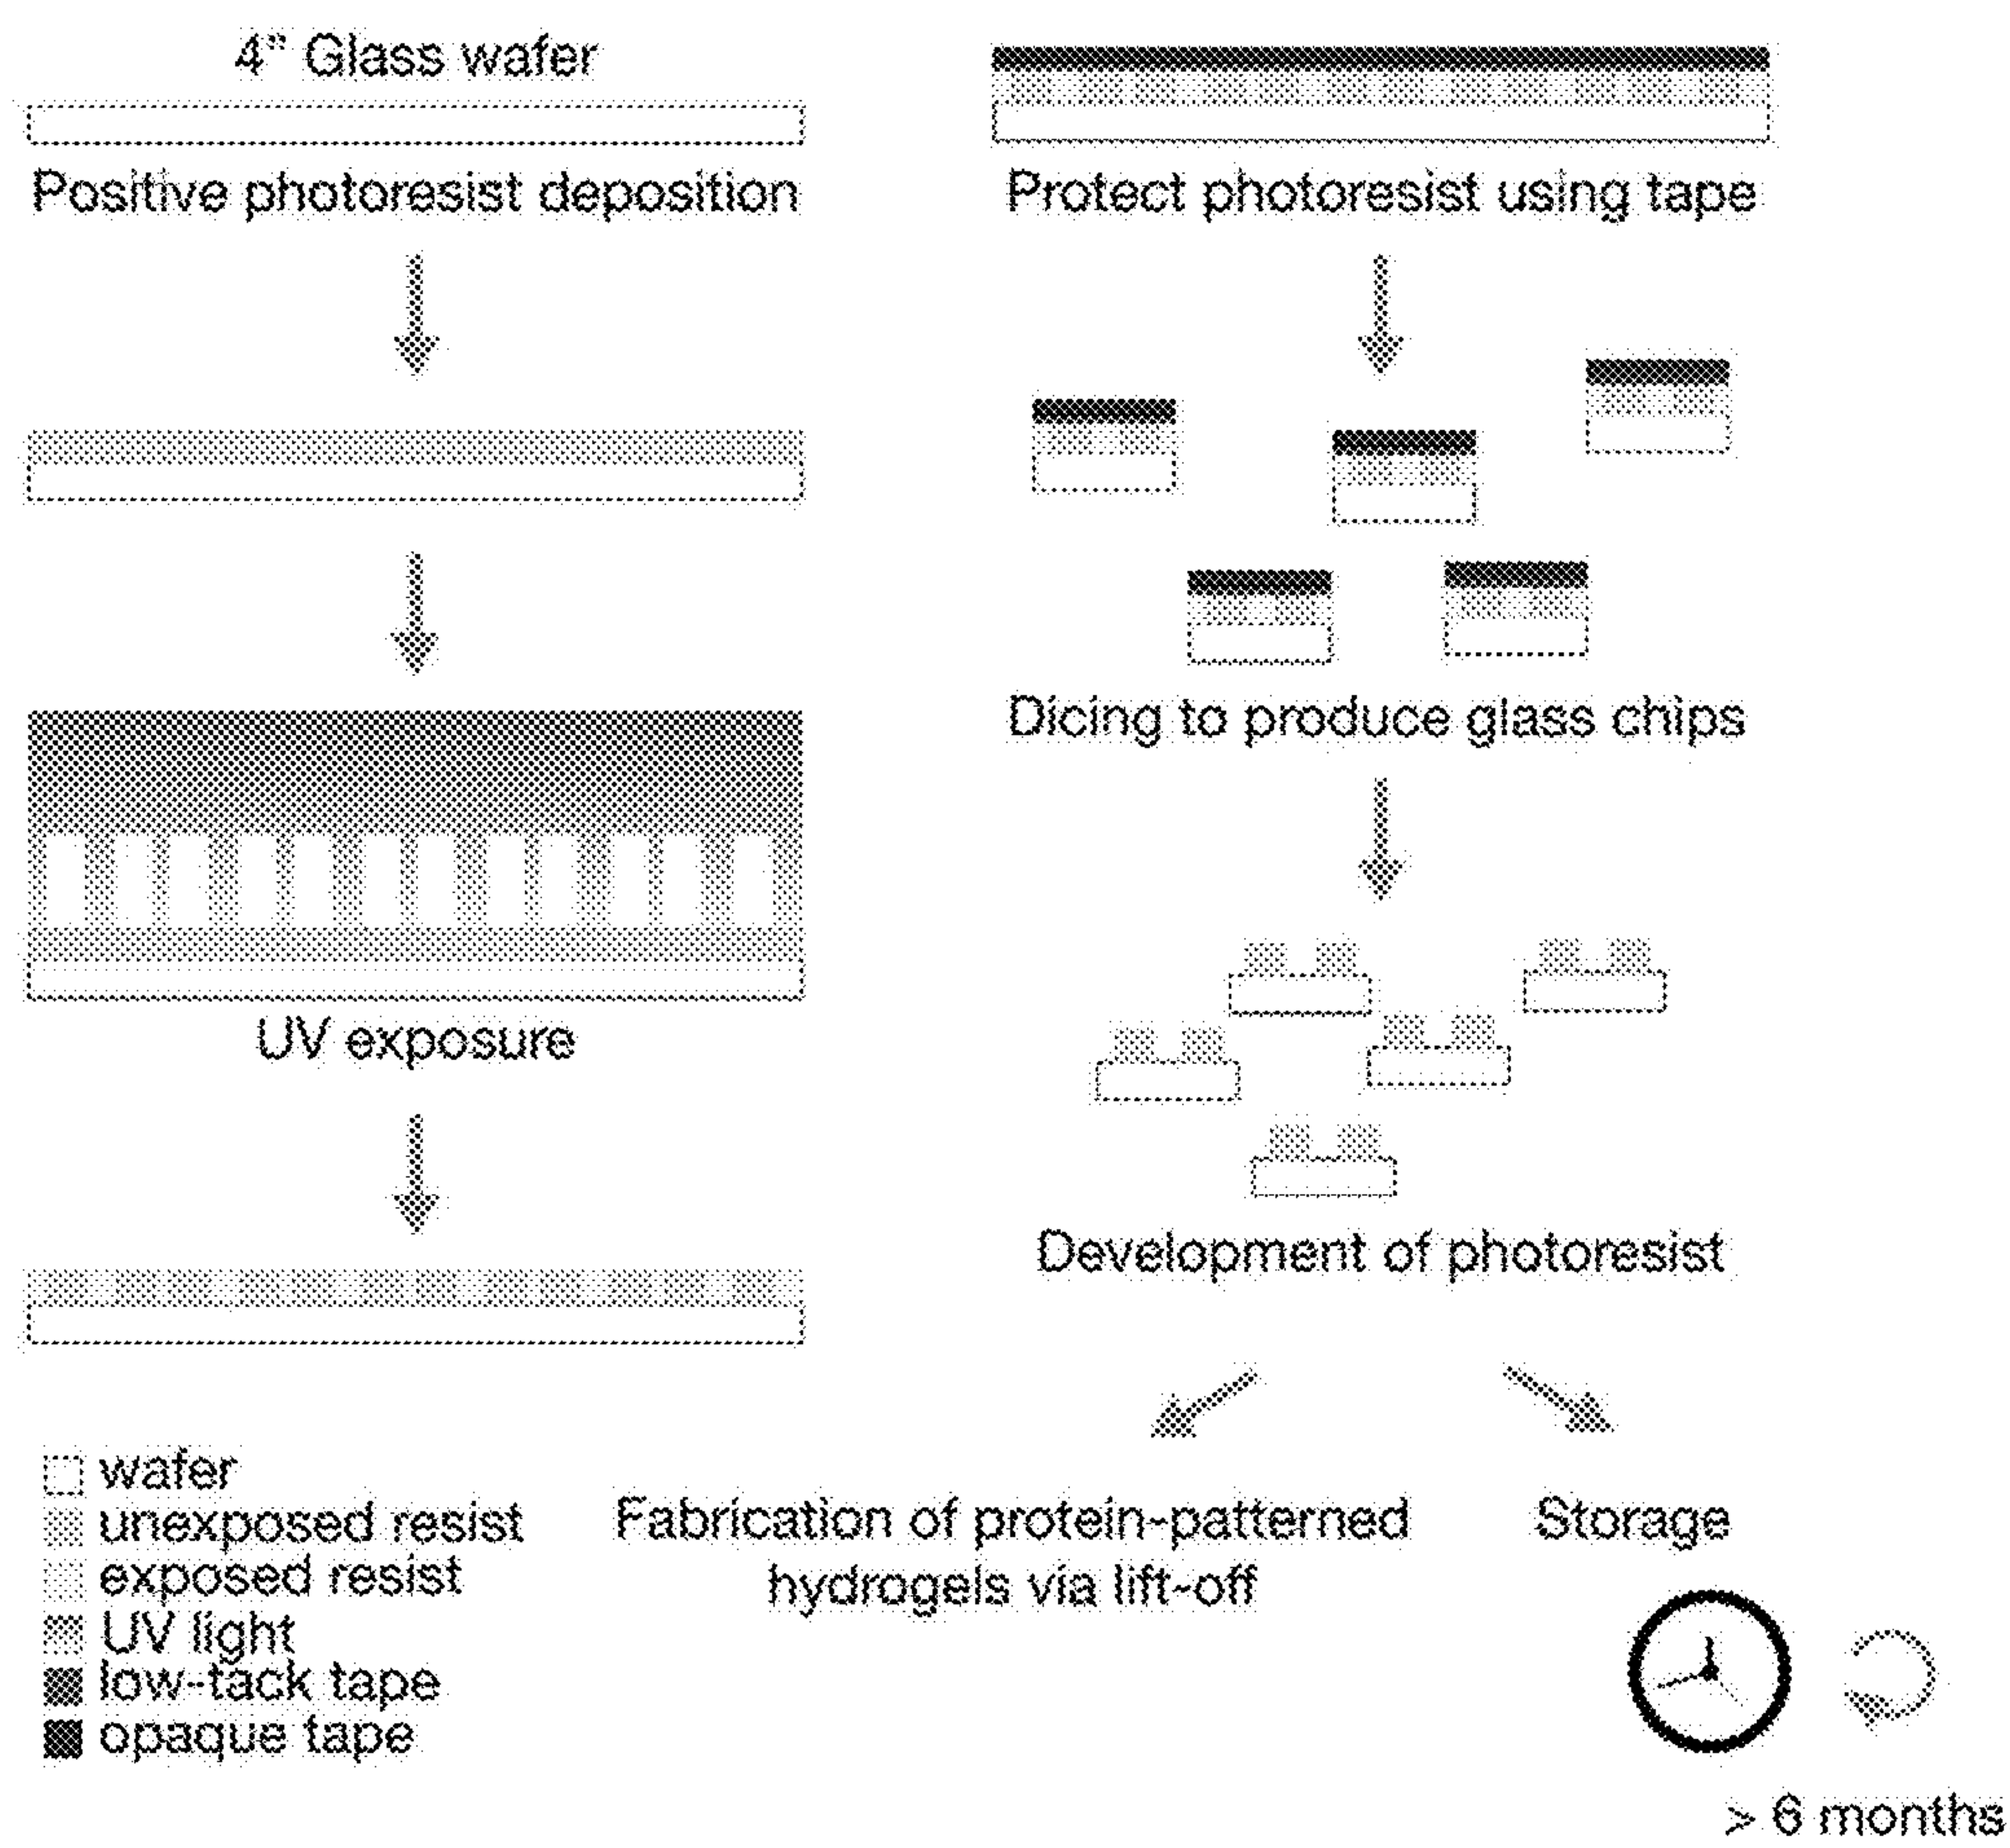 4" Glass wafer
Positive photoresist deposition
UV exposure
wafer
unexposed resist
exposed resist
UV light
low-tack tape
opaque tape
Protect photoresist using tape
Dicing to produce glass chips
Development of photoresist
Fabrication of protein-patterned
hydrogels via lift-off
Storage
> 6 months